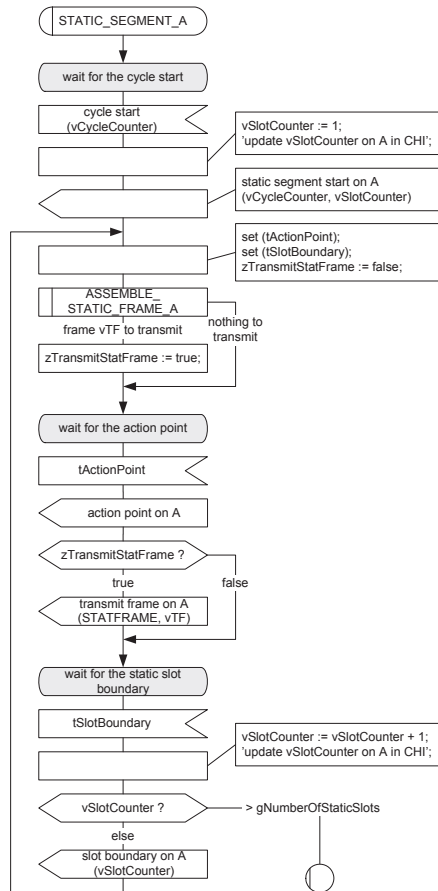 STATIC_SEGMENT_A
wait for the cycle start
cycle start
(vCycleCounter)
vSlotCounter := 1;
'update vSlotCounter on A in CHI';
static segment start on A
(vCycleCounter, vSlotCounter)
set (tActionPoint);
set (tSlotBoundary);
zTransmitStatFrame := false;
ASSEMBLE_
STATIC_FRAME_A
frame vTF to transmit
nothing to
transmit
zTransmitStatFrame := true;
wait for the action point
tActionPoint
action point on A
zTransmitStatFrame ?
true
false
transmit frame on A
(STATFRAME, vTF)
wait for the static slot
boundary
tSlotBoundary
vSlotCounter := vSlotCounter + 1;
'update vSlotCounter on A in CHI';
vSlotCounter ?
> gNumberOfStaticSlots
else
slot boundary on A
(vSlotCounter)